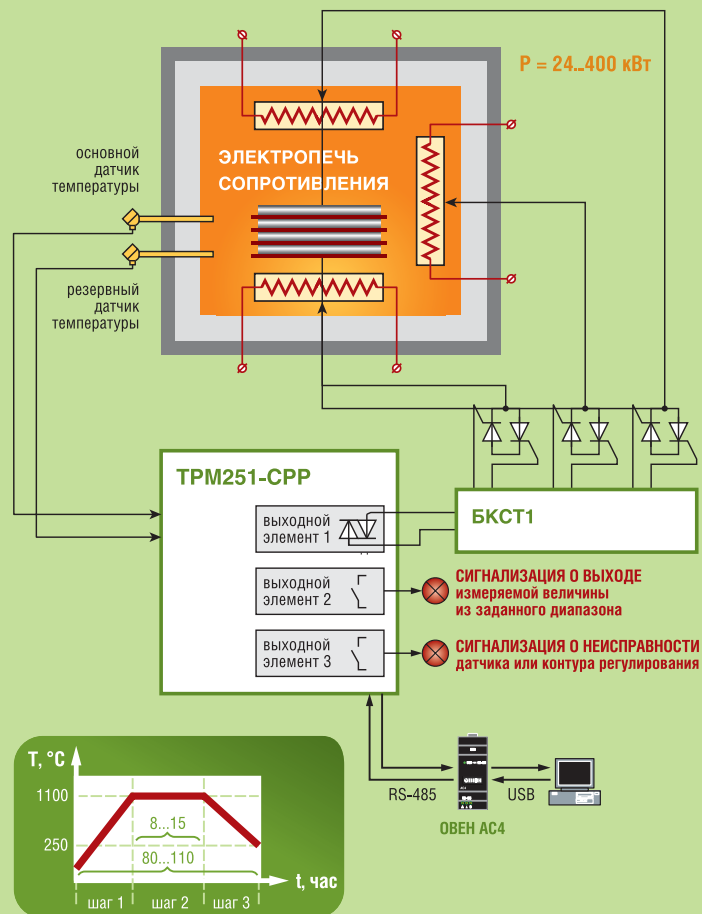 P = 24...400 кВт
основной
датчик
температуры
ЭЛЕКТРОПЕЧЬ
СОПРОТИВЛЕНИЯ
резервный
датчик
температуры
ТРМ251-СРР
выходной
элемент 1
БКСТ1
выходной
элемент 2
СИГНАЛИЗАЦИЯ О ВЫХОДЕ
измеряемой величины
из заданного диапазона
выходной
элемент 3
СИГНАЛИЗАЦИЯ О НЕИСПРАВНОСТИ
датчика или контура регулирования
RS-485
USB
ОВЕН АС4
T, °C
1100
250
8...15
80...110
t, час
шаг 1
шаг 2
шаг 3